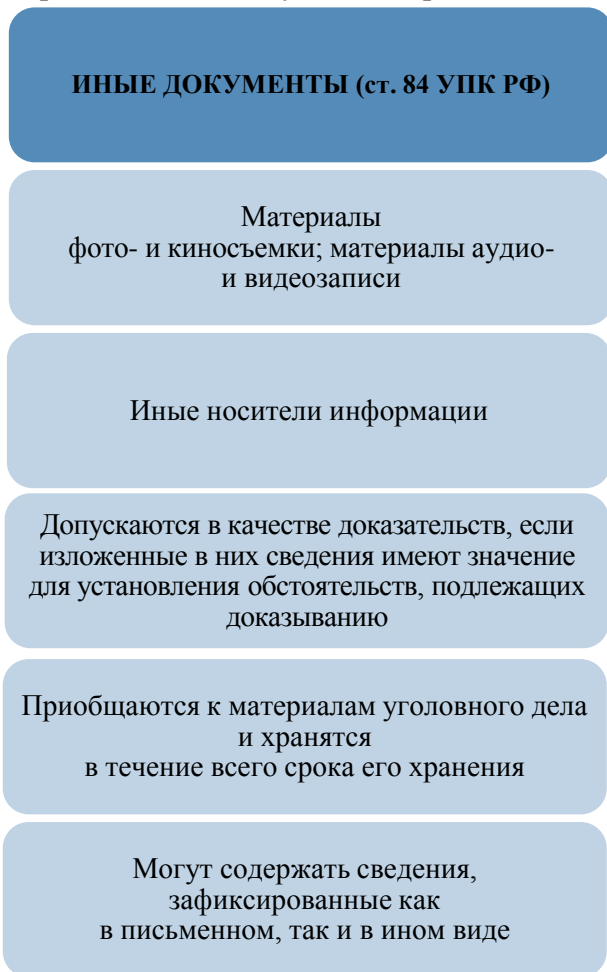 ИНЫЕ ДОКУМЕНТЫ (ст. 84 УПК РФ)
Материалы
фото- и киносъемки; материалы аудио-
и видеозаписи
Иные носители информации
Допускаются в качестве доказательств, если
изложенные в них сведения имеют значение
для установления обстоятельств, подлежащих
доказыванию
Приобщаются к материалам уголовного дела
и хранятся
в течение всего срока его хранения
Могут содержать сведения,
зафиксированные как
в письменном, так и в ином виде